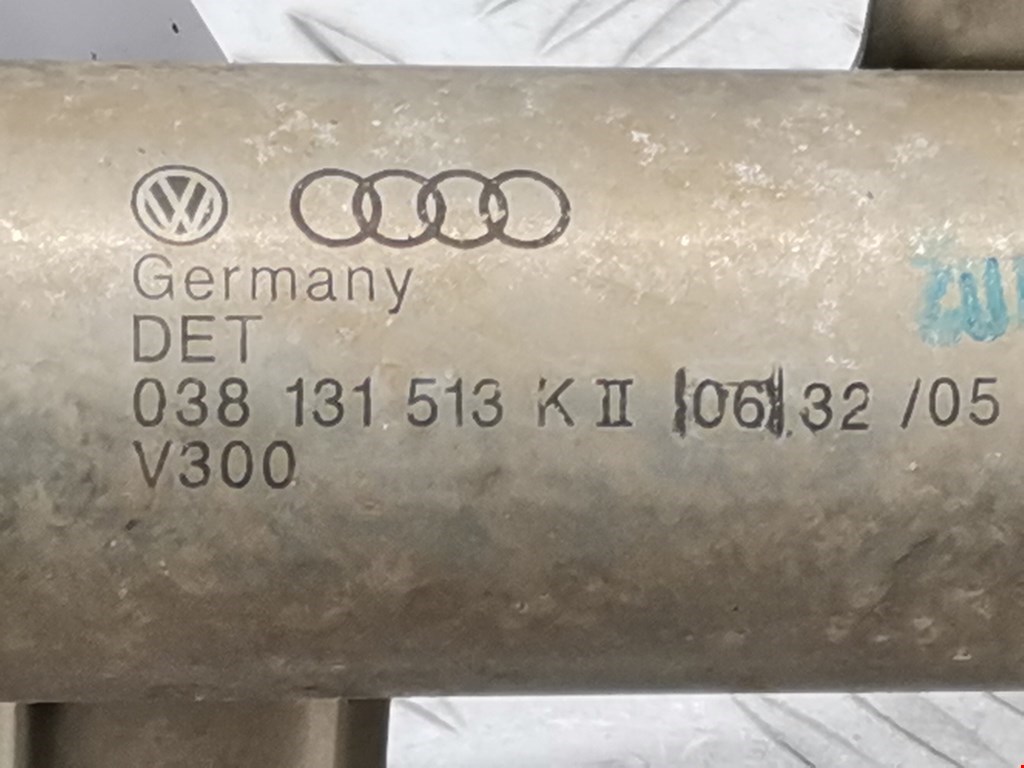 Germany
DET
038 131 513 K II |06| 32 /05
V300